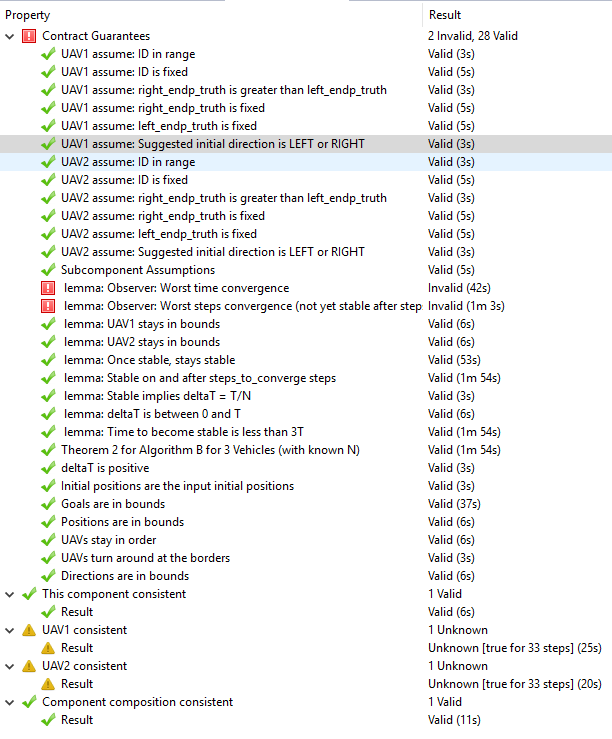 Property Result
Contract Guarantees 2 Invalid, 28 Valid
UAV1 assume: ID in range Valid (3s)
UAV1 assume: ID is fixed Valid (5s)
UAV1 assume: right_endp_truth is greater than left_endp_truth Valid (3s)
UAV1 assume: right_endp_truth is fixed Valid (5s)
UAV1 assume: left_endp_truth is fixed Valid (5s)
UAV1 assume: Suggested initial direction is LEFT or RIGHT Valid (3s)
UAV2 assume: ID in range Valid (3s)
UAV2 assume: ID is fixed Valid (5s)
UAV2 assume: right_endp_truth is greater than left_endp_truth Valid (3s)
UAV2 assume: right_endp_truth is fixed Valid (5s)
UAV2 assume: left_endp_truth is fixed Valid (5s)
UAV2 assume: Suggested initial direction is LEFT or RIGHT Valid (3s)
Subcomponent Assumptions Valid (5s)
lemma: Observer: Worst time convergence Invalid (42s)
lemma: Observer: Worst steps convergence (not yet stable after step Invalid (1m 3s)
lemma: UAV1 stays in bounds Valid (6s)
lemma: UAV2 stays in bounds Valid (6s)
lemma: Once stable, stays stable Valid (53s)
lemma: Stable on and after steps_to_converge steps Valid (1m 54s)
lemma: Stable implies deltaT = T/N Valid (3s)
lemma: deltaT is between 0 and T Valid (6s)
lemma: Time to become stable is less than 3T Valid (1m 54s)
Theorem 2 for Algorithm B for 3 Vehicles (with known N) Valid (1m 54s)
deltaT is positive Valid (3s)
Initial positions are the input initial positions Valid (3s)
Goals are in bounds Valid (37s)
Positions are in bounds Valid (6s)
UAVs stay in order Valid (6s)
UAVs turn around at the borders Valid (3s)
Directions are in bounds Valid (6s)
This component consistent 1 Valid
Result Valid (6s)
UAV1 consistent 1 Unknown
Result Unknown [true for 33 steps] (25s)
UAV2 consistent 1 Unknown
Result Unknown [true for 33 steps] (20s)
Component composition consistent 1 Valid
Result Valid (11s)